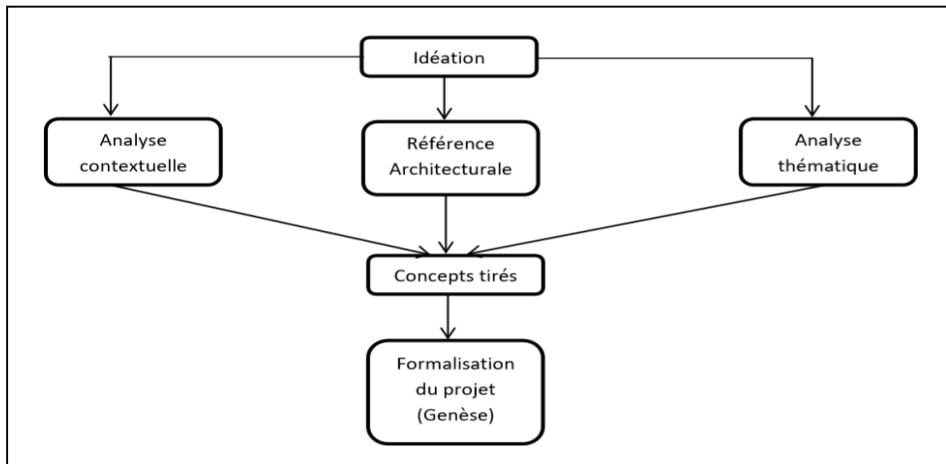 Idéation
Analyse
contextuelle
Référence
Architecturale
Analyse
thématique
Concepts tirés
Formalisation
du projet
(Genèse)